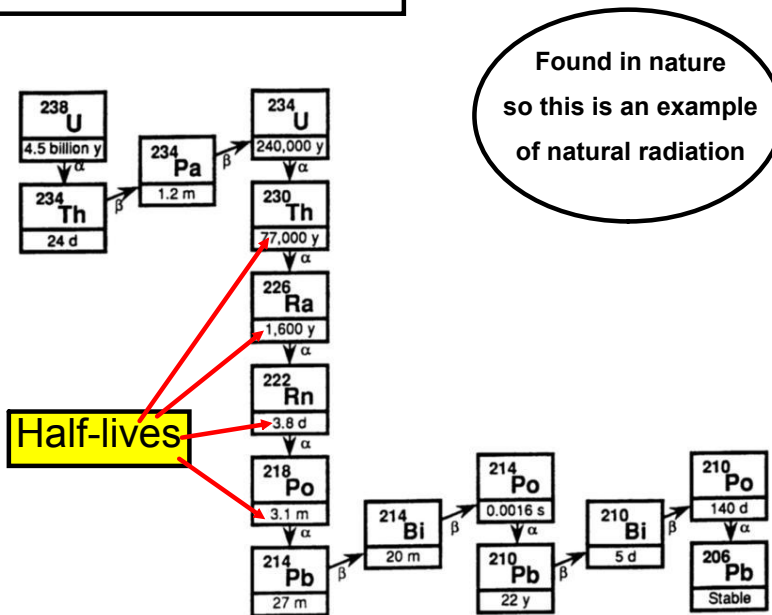 Found in nature
so this is an example
of natural radiation
238
U
4.5 billion y
α
234
Th
24 d
β
234
Pa
1.2 m
β
234
U
240,000 y
α
230
Th
77,000 y
α
226
Ra
1,600 y
α
222
Rn
3.8 d
α
218
Po
3.1 m
α
214
Pb
27 m
β
214
Bi
20 m
β
214
Po
0.0016 s
α
210
Pb
22 y
β
210
Bi
5 d
β
210
Po
140 d
α
206
Pb
Stable
Half-lives